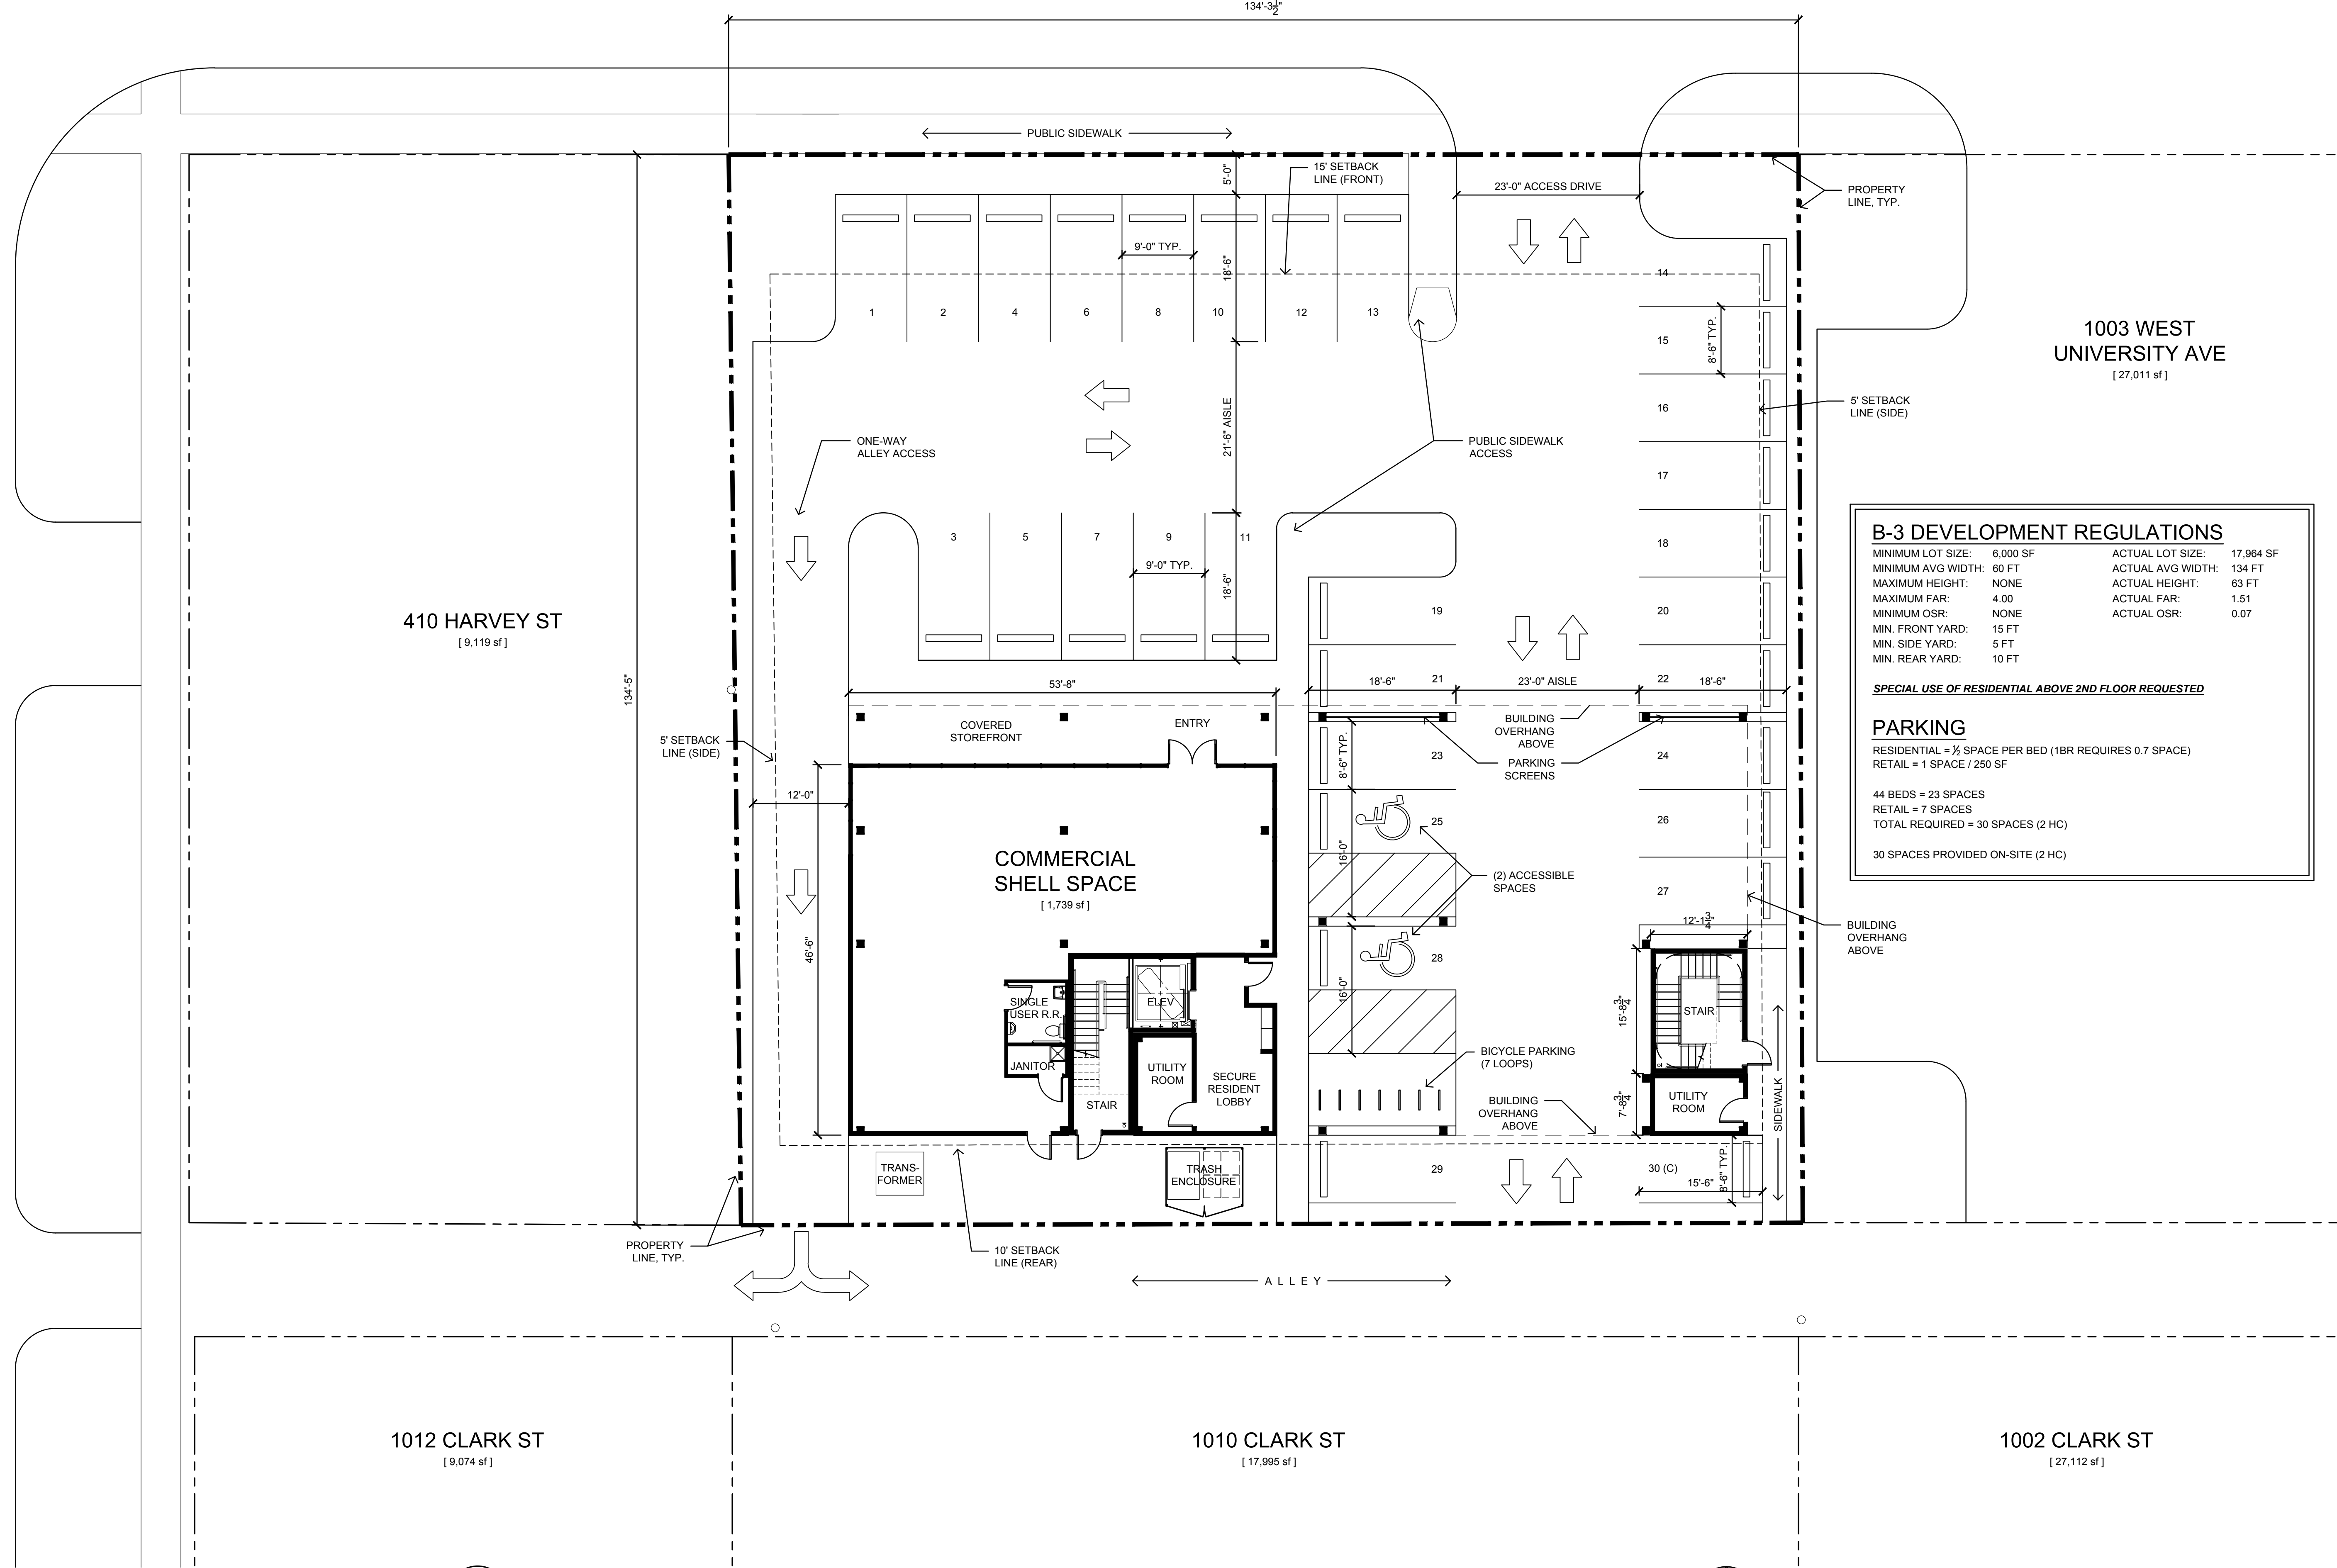 134'-3 1/2"
PUBLIC SIDEWALK
5'-0"
15' SETBACK
LINE (FRONT)
23'-0" ACCESS DRIVE
PROPERTY
LINE, TYP.
9'-0" TYP.
18'-6"
14
1
2
4
6
8
10
12
13
15
8'-6" TYP.
1003 WEST
UNIVERSITY AVE
[ 27,011 sf ]
16
5' SETBACK
LINE (SIDE)
21'-6" AISLE
ONE-WAY
ALLEY ACCESS
PUBLIC SIDEWALK
ACCESS
17
3
5
7
9
11
18
9'-0" TYP.
18'-6"
19
20
410 HARVEY ST
[ 9,119 sf ]
134'-5"
53'-8"
18'-6"
21
23'-0" AISLE
22
18'-6"
B-3 DEVELOPMENT REGULATIONS
MINIMUM LOT SIZE: 6,000 SF ACTUAL LOT SIZE: 17,964 SF
MINIMUM AVG WIDTH: 60 FT ACTUAL AVG WIDTH: 134 FT
MAXIMUM HEIGHT: NONE ACTUAL HEIGHT: 63 FT
MAXIMUM FAR: 4.00 ACTUAL FAR: 1.51
MINIMUM OSR: NONE ACTUAL OSR: 0.07
MIN. FRONT YARD: 15 FT
MIN. SIDE YARD: 5 FT
MIN. REAR YARD: 10 FT
SPECIAL USE OF RESIDENTIAL ABOVE 2ND FLOOR REQUESTED
PARKING
RESIDENTIAL = ½ SPACE PER BED (1BR REQUIRES 0.7 SPACE)
RETAIL = 1 SPACE / 250 SF
44 BEDS = 23 SPACES
RETAIL = 7 SPACES
TOTAL REQUIRED = 30 SPACES (2 HC)
30 SPACES PROVIDED ON-SITE (2 HC)
5' SETBACK
LINE (SIDE)
COVERED
STOREFRONT
ENTRY
BUILDING
OVERHANG
ABOVE
PARKING
SCREENS
8'-6" TYP.
23
24
12'-0"
25
26
16'-0"
COMMERCIAL
SHELL SPACE
[ 1,739 sf ]
(2) ACCESSIBLE
SPACES
27
12'-1 3/4"
BUILDING
OVERHANG
ABOVE
46'-6"
28
16'-0"
SINGLE
USER R.R.
ELEV
15'-8 3/4"
STAIR
JANITOR
UTILITY
ROOM
SECURE
RESIDENT
LOBBY
STAIR
BICYCLE PARKING
(7 LOOPS)
BUILDING
OVERHANG
ABOVE
7'-8 3/4"
UTILITY
ROOM
SIDEWALK
TRANS-
FORMER
TRASH
ENCLOSURE
29
30 (C)
15'-6"
8'-6" TYP.
PROPERTY
LINE, TYP.
10' SETBACK
LINE (REAR)
ALLEY
1012 CLARK ST
[ 9,074 sf ]
1010 CLARK ST
[ 17,995 sf ]
1002 CLARK ST
[ 27,112 sf ]